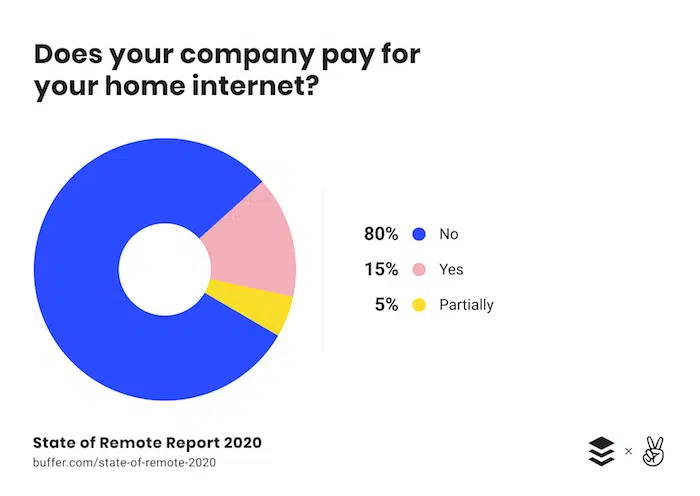 Does your company pay for
your home internet?
80% No
15% Yes
5% Partially
State of Remote Report 2020
buffer.com/state-of-remote-2020
×